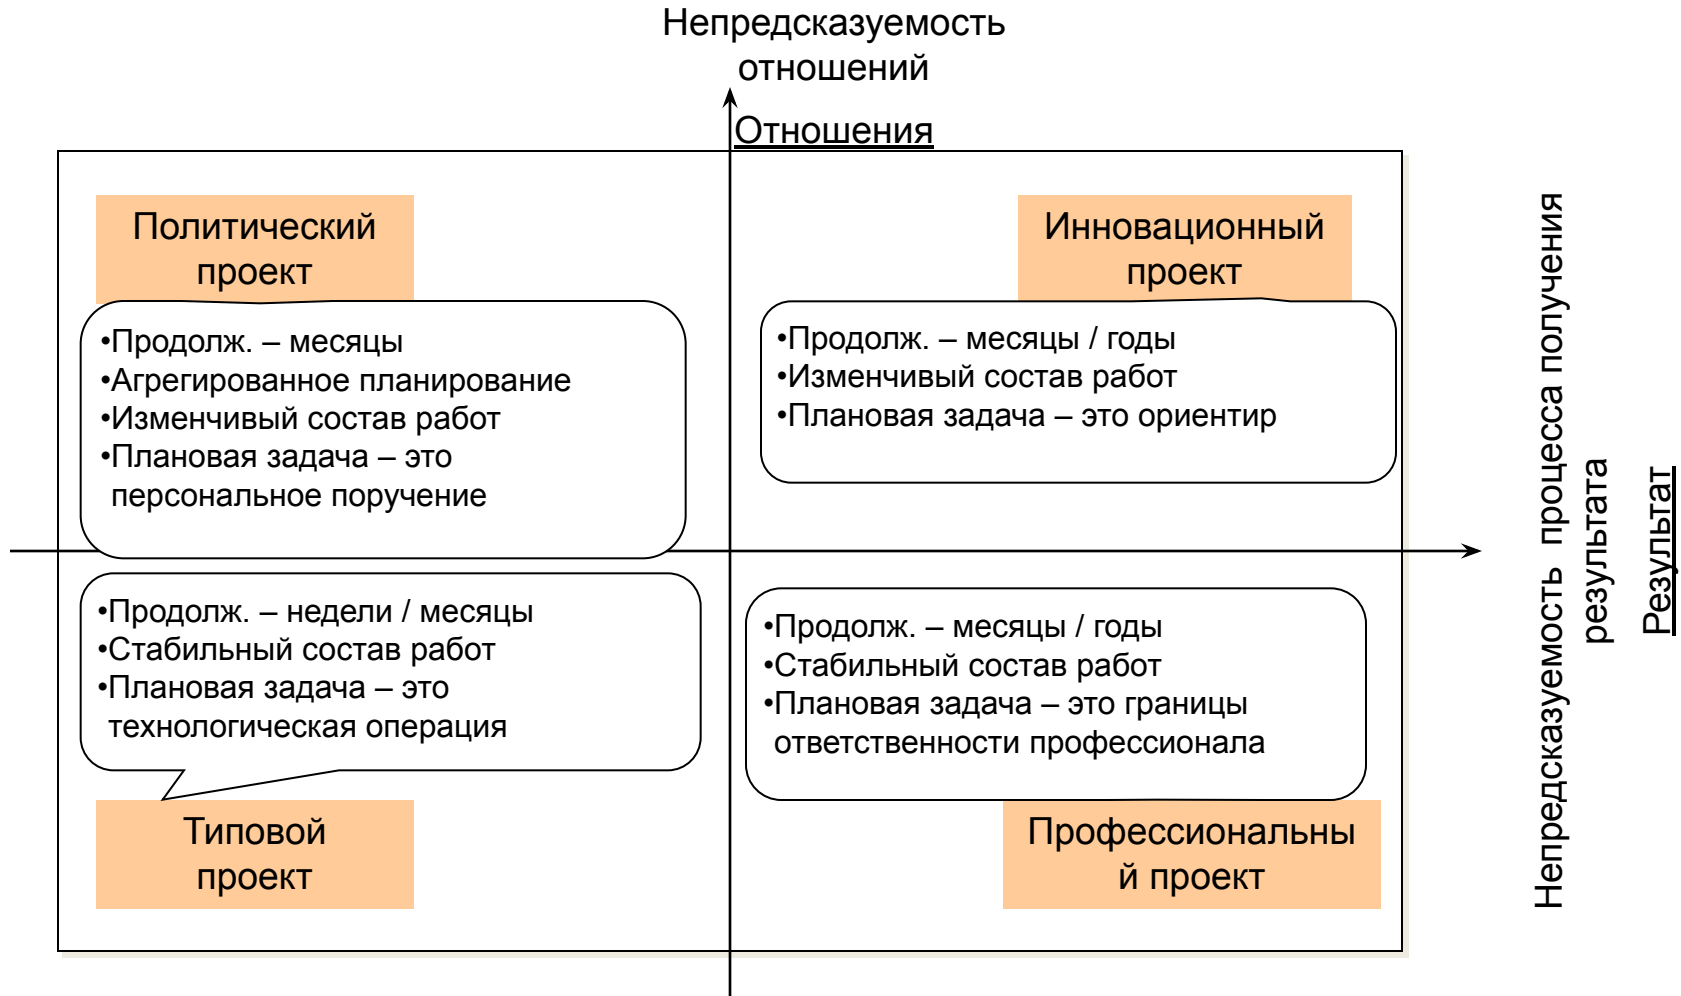 Непредсказуемость
отношений
Отношения
Политический
проект
•Продолж. – месяцы
•Агрегированное планирование
•Изменчивый состав работ
•Плановая задача – это
персональное поручение
Инновационный
проект
•Продолж. – месяцы / годы
•Изменчивый состав работ
•Плановая задача – это ориентир
•Продолж. – недели / месяцы
•Стабильный состав работ
•Плановая задача – это
технологическая операция
Типовой
проект
•Продолж. – месяцы / годы
•Стабильный состав работ
•Плановая задача – это границы
ответственности профессионала
Профессиональны
й проект
Непредсказуемость процесса получения
результата
Результат